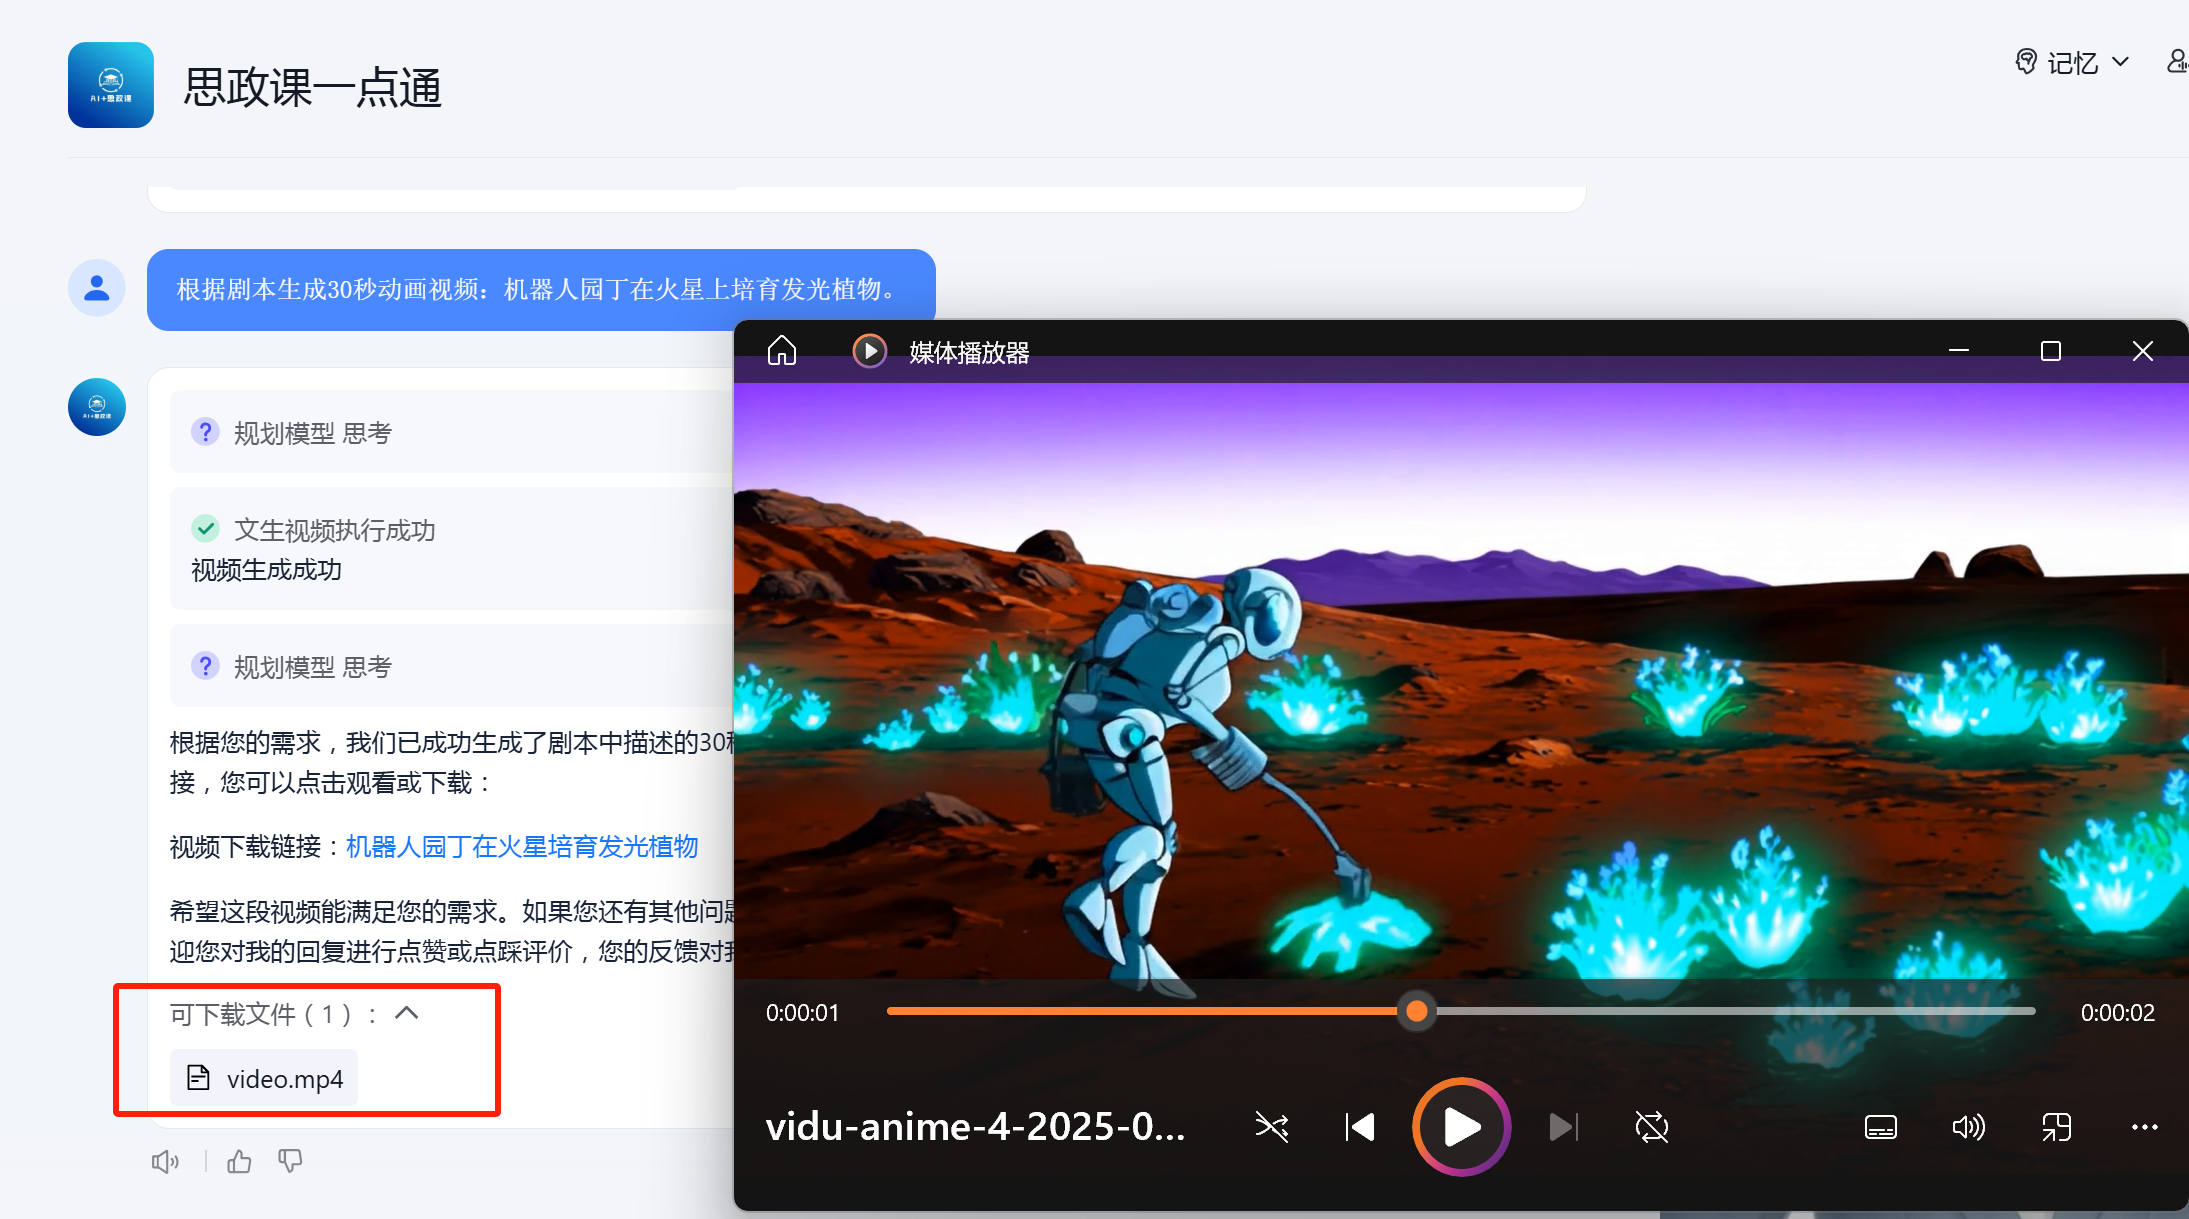 AI+思政课
思政课一点通
记忆
根据剧本生成30秒动画视频：机器人园丁在火星上培育发光植物。
AI+思政课
规划模型 思考
文生视频执行成功
视频生成成功
规划模型 思考
根据您的需求，我们已成功生成了剧本中描述的30
接，您可以点击观看或下载：
视频下载链接：机器人园丁在火星培育发光植物
希望这段视频能满足您的需求。如果您还有其他问
迎您对我的回复进行点赞或点踩评价，您的反馈对
可下载文件（1）：
video.mp4
媒体播放器
0:00:01
0:00:02
vidu-anime-4-2025-0...